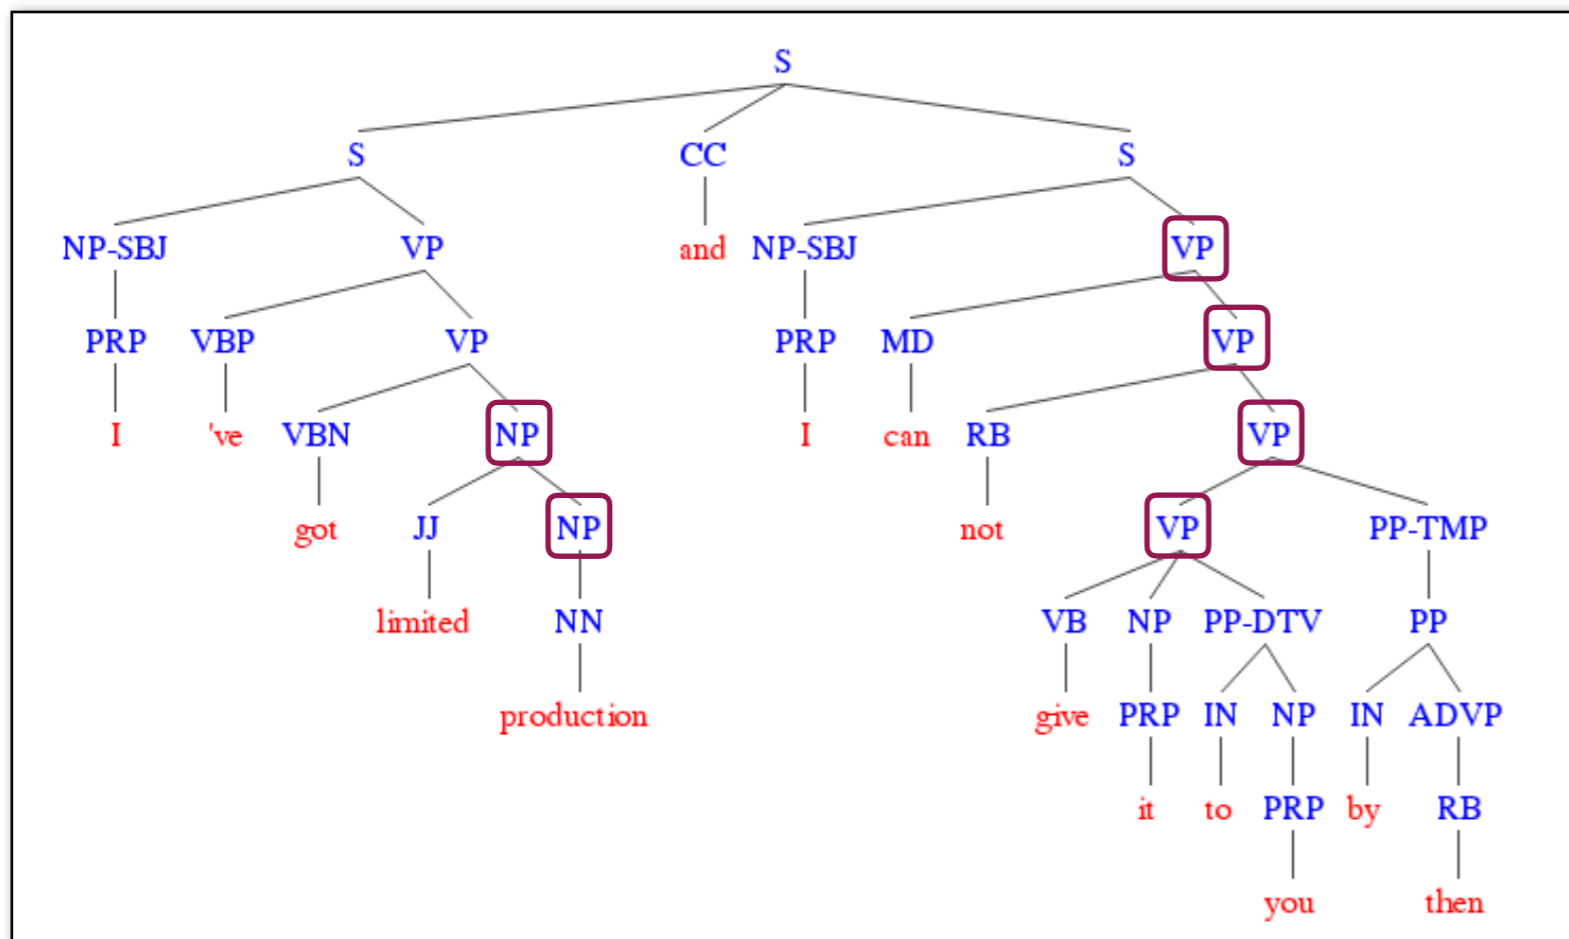 S
S CC S
NP-SBJ VP and NP-SBJ VP
PRP VBP VP PRP MD VP
I 've VBN NP I can RB VP
got JJ NP not VP PP-TMP
limited NN VB NP PP-DTV PP
production give PRP IN NP IN ADVP
it to PRP by RB
you then